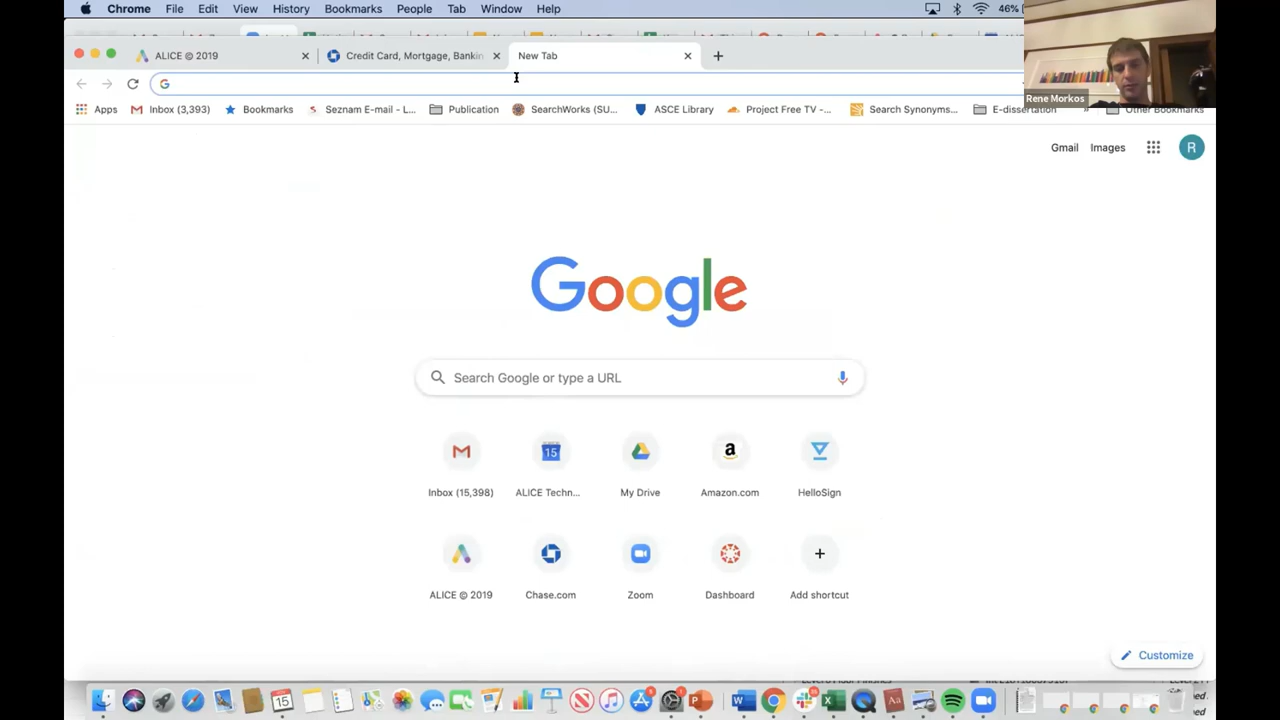 Chrome File Edit View History Bookmarks People Tab Window Help 46%
ALICE © 2019 Credit Card, Mortgage, Bankin New Tab
Rene Morkos
Apps Inbox (3,393) Bookmarks Seznam E-mail - L... Publication SearchWorks (SU... ASCE Library Project Free TV -... Search Synonyms... E-dissertation » Other Bookmarks
Gmail Images R
Google
Search Google or type a URL
15 a
Inbox (15,398) ALICE Techn... My Drive Amazon.com HelloSign
ALICE © 2019 Chase.com Zoom Dashboard Add shortcut
Customize
15